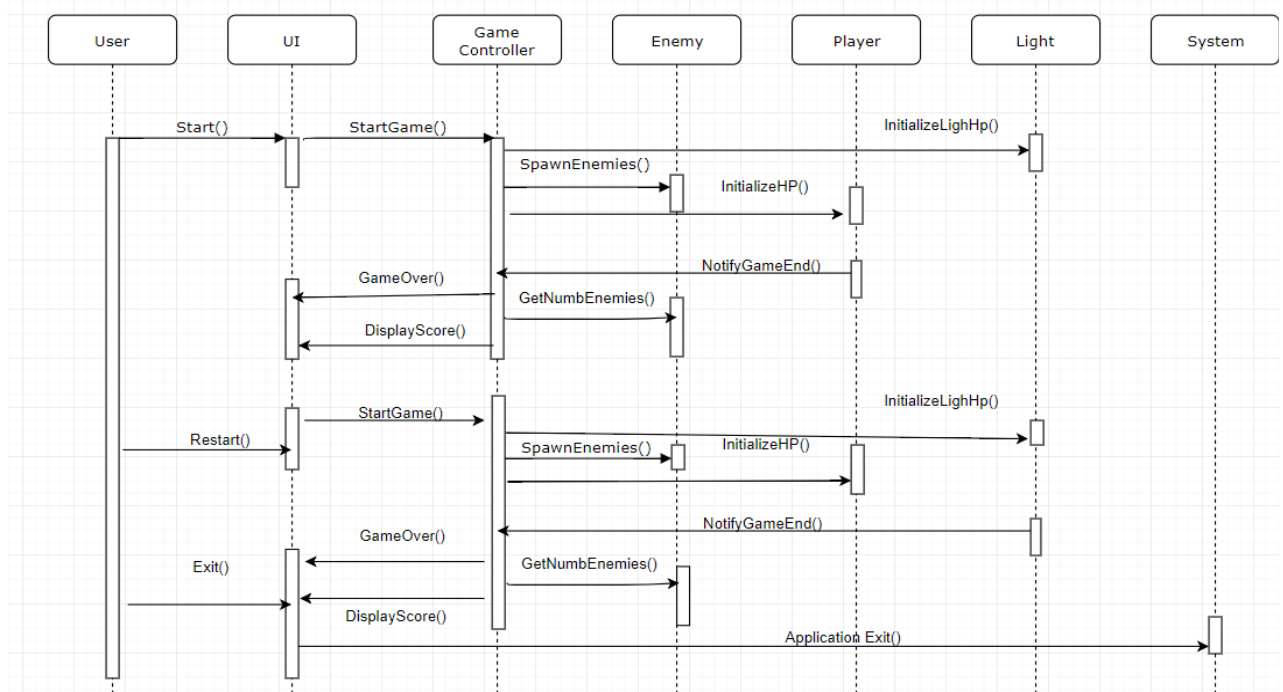 User
UI
Game
Controller
Enemy
Player
Light
System
Start()
StartGame()
InitializeLighHp()
SpawnEnemies()
InitializeHP()
NotifyGameEnd()
GameOver()
GetNumbEnemies()
DisplayScore()
InitializeLighHp()
StartGame()
Restart()
SpawnEnemies()
InitializeHP()
NotifyGameEnd()
GameOver()
Exit()
GetNumbEnemies()
DisplayScore()
Application Exit()